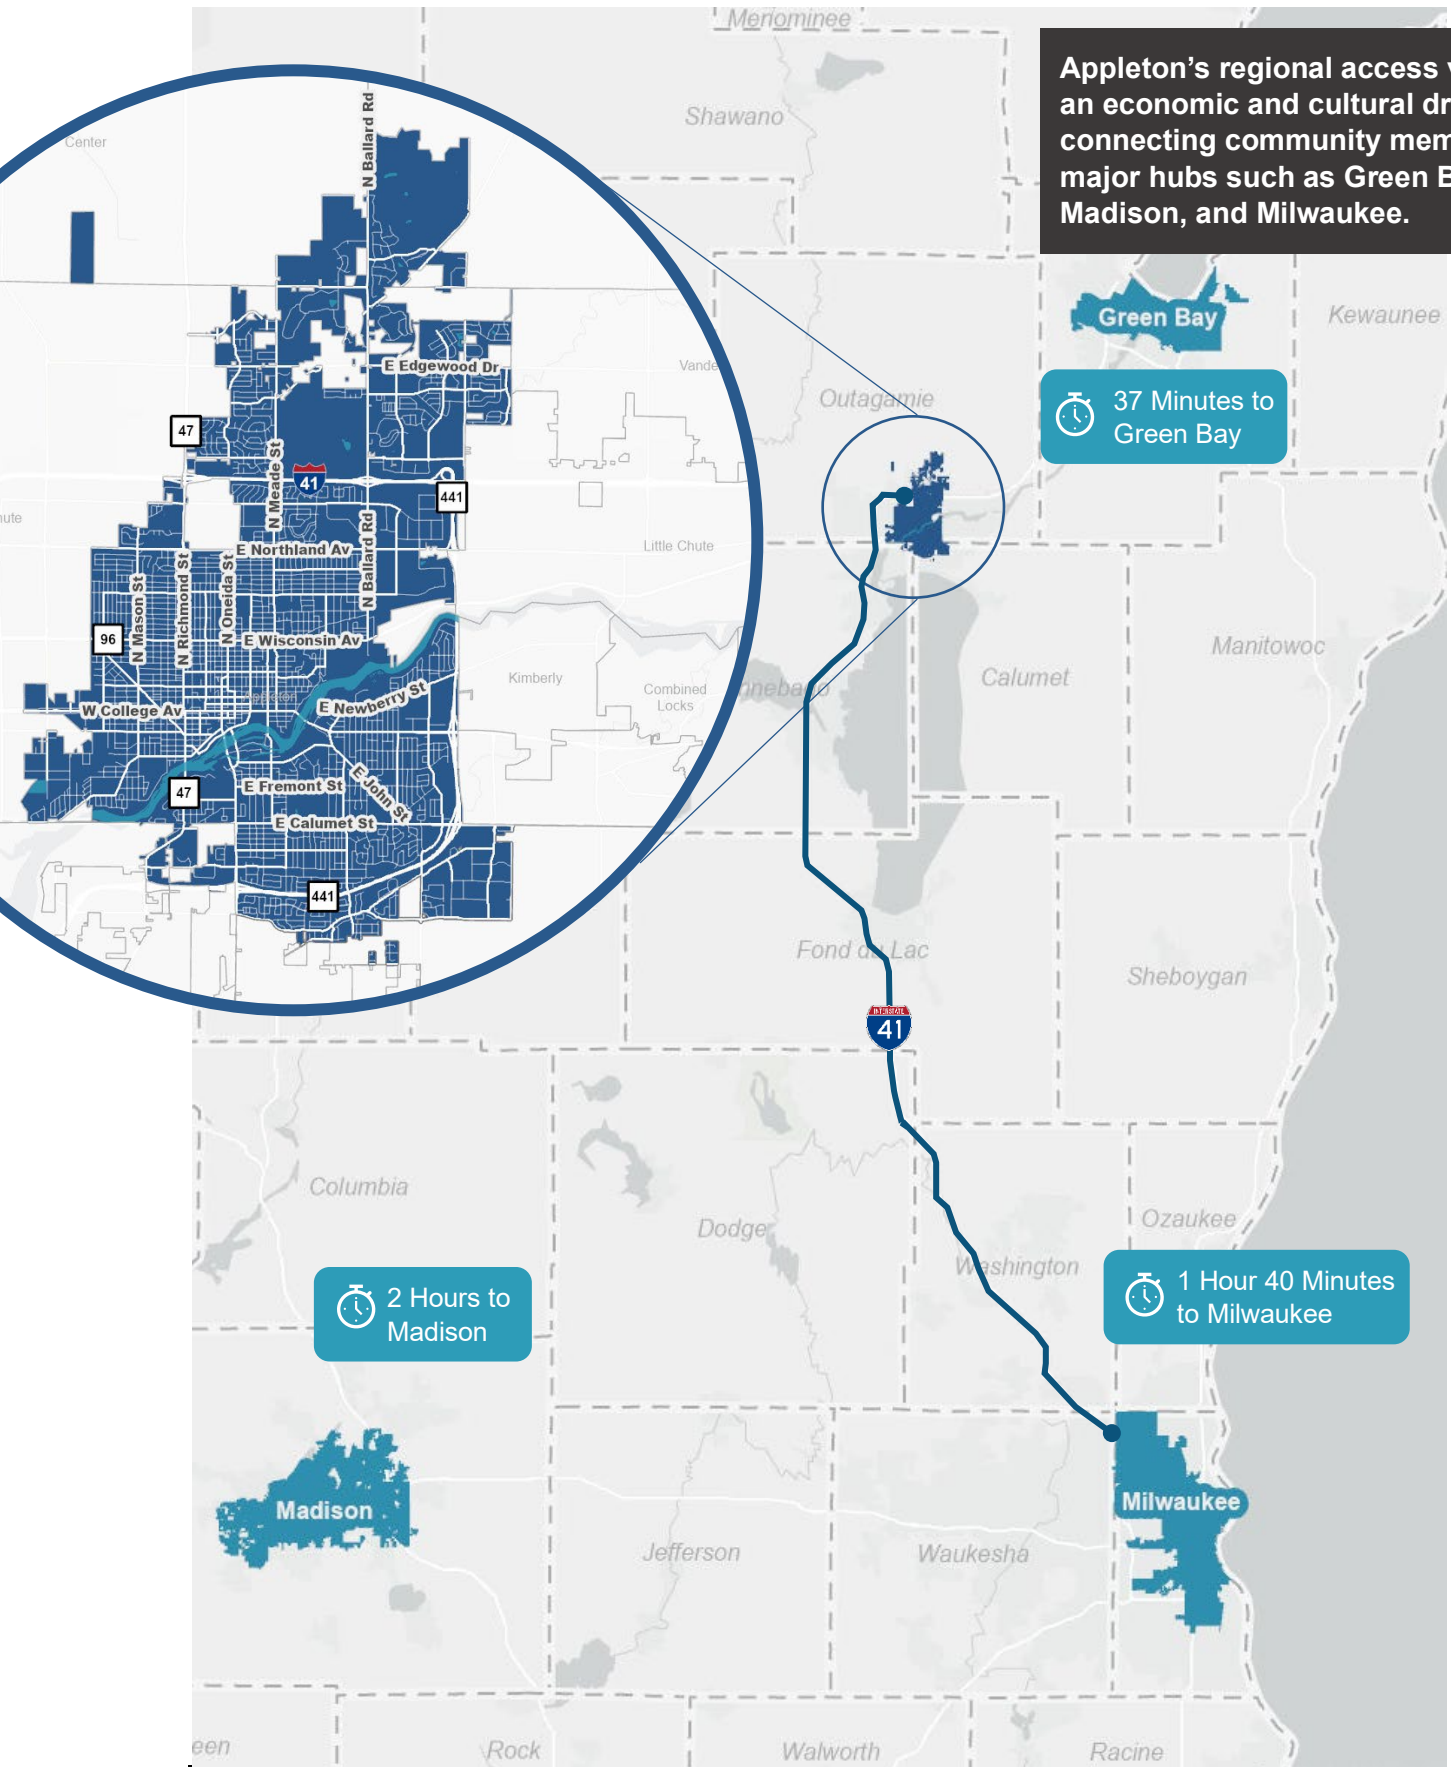 Menominee
Appleton's regional access
an economic and cultural
connecting community
major hubs such as Green
Madison, and Milwaukee.
Shawano
Center
N Ballard Rd
Green Bay
Kewaunee
E Edgewood Dr
Outagamie
37 Minutes to
Green Bay
47
N Meade St
41
441
N Ballard Rd
E Northland Av
Little Chute
N Mason St
N Richmond St
N Oneida St
96
E Wisconsin Av
Manitowoc
Kimberly
Calumet
Combined
Locks
Appleton
W College Av
E Newberry St
47
E Fremont St
E John St
E Calumet St
441
Fond du Lac
Sheboygan
INTERSTATE
41
Columbia
Dodge
Ozaukee
Washington
2 Hours to
Madison
1 Hour 40 Minutes
to Milwaukee
Madison
Milwaukee
Jefferson
Waukesha
Rock
Walworth
Racine